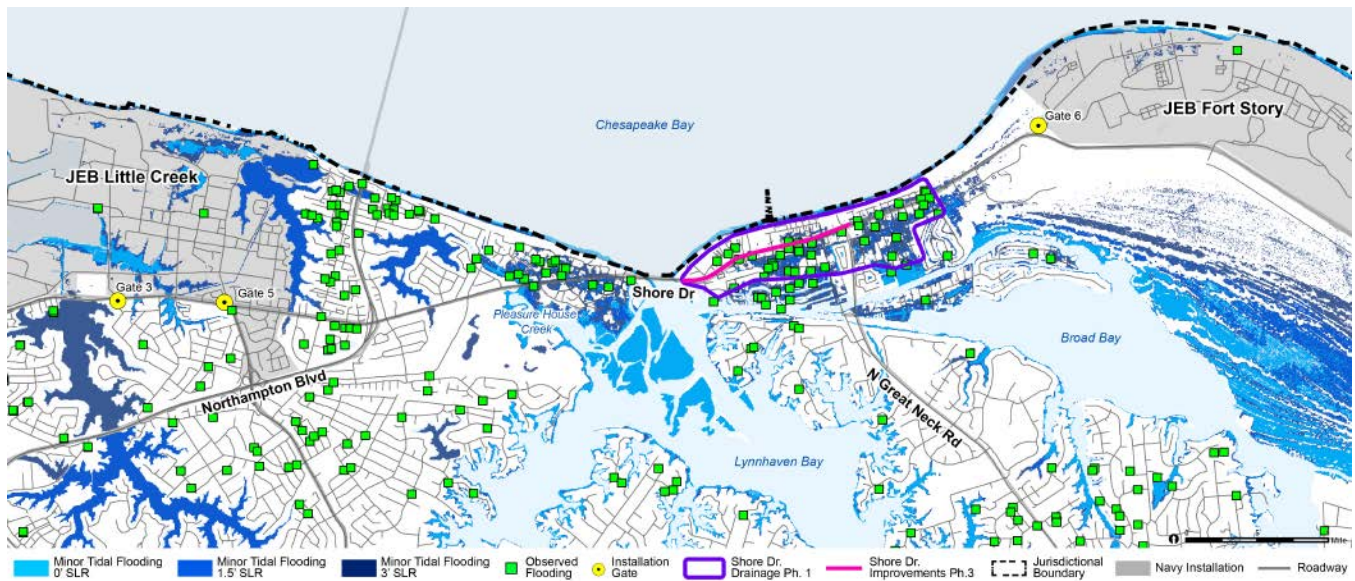 Chesapeake Bay
JEB Fort Story
Gate 6
JEB Little Creek
Gate 3
Gate 5
Shore Dr
Pleasure House
Creek
Broad Bay
Northampton Blvd
N Great Neck Rd
Lynnhaven Bay
Minor Tidal Flooding
0' SLR
Minor Tidal Flooding
1.5' SLR
Minor Tidal Flooding
3' SLR
Observed
Flooding
Installation
Gate
Shore Dr.
Drainage Ph. 1
Shore Dr.
Improvements Ph.3
Jurisdictional
Boundary
Navy Installation
Roadway